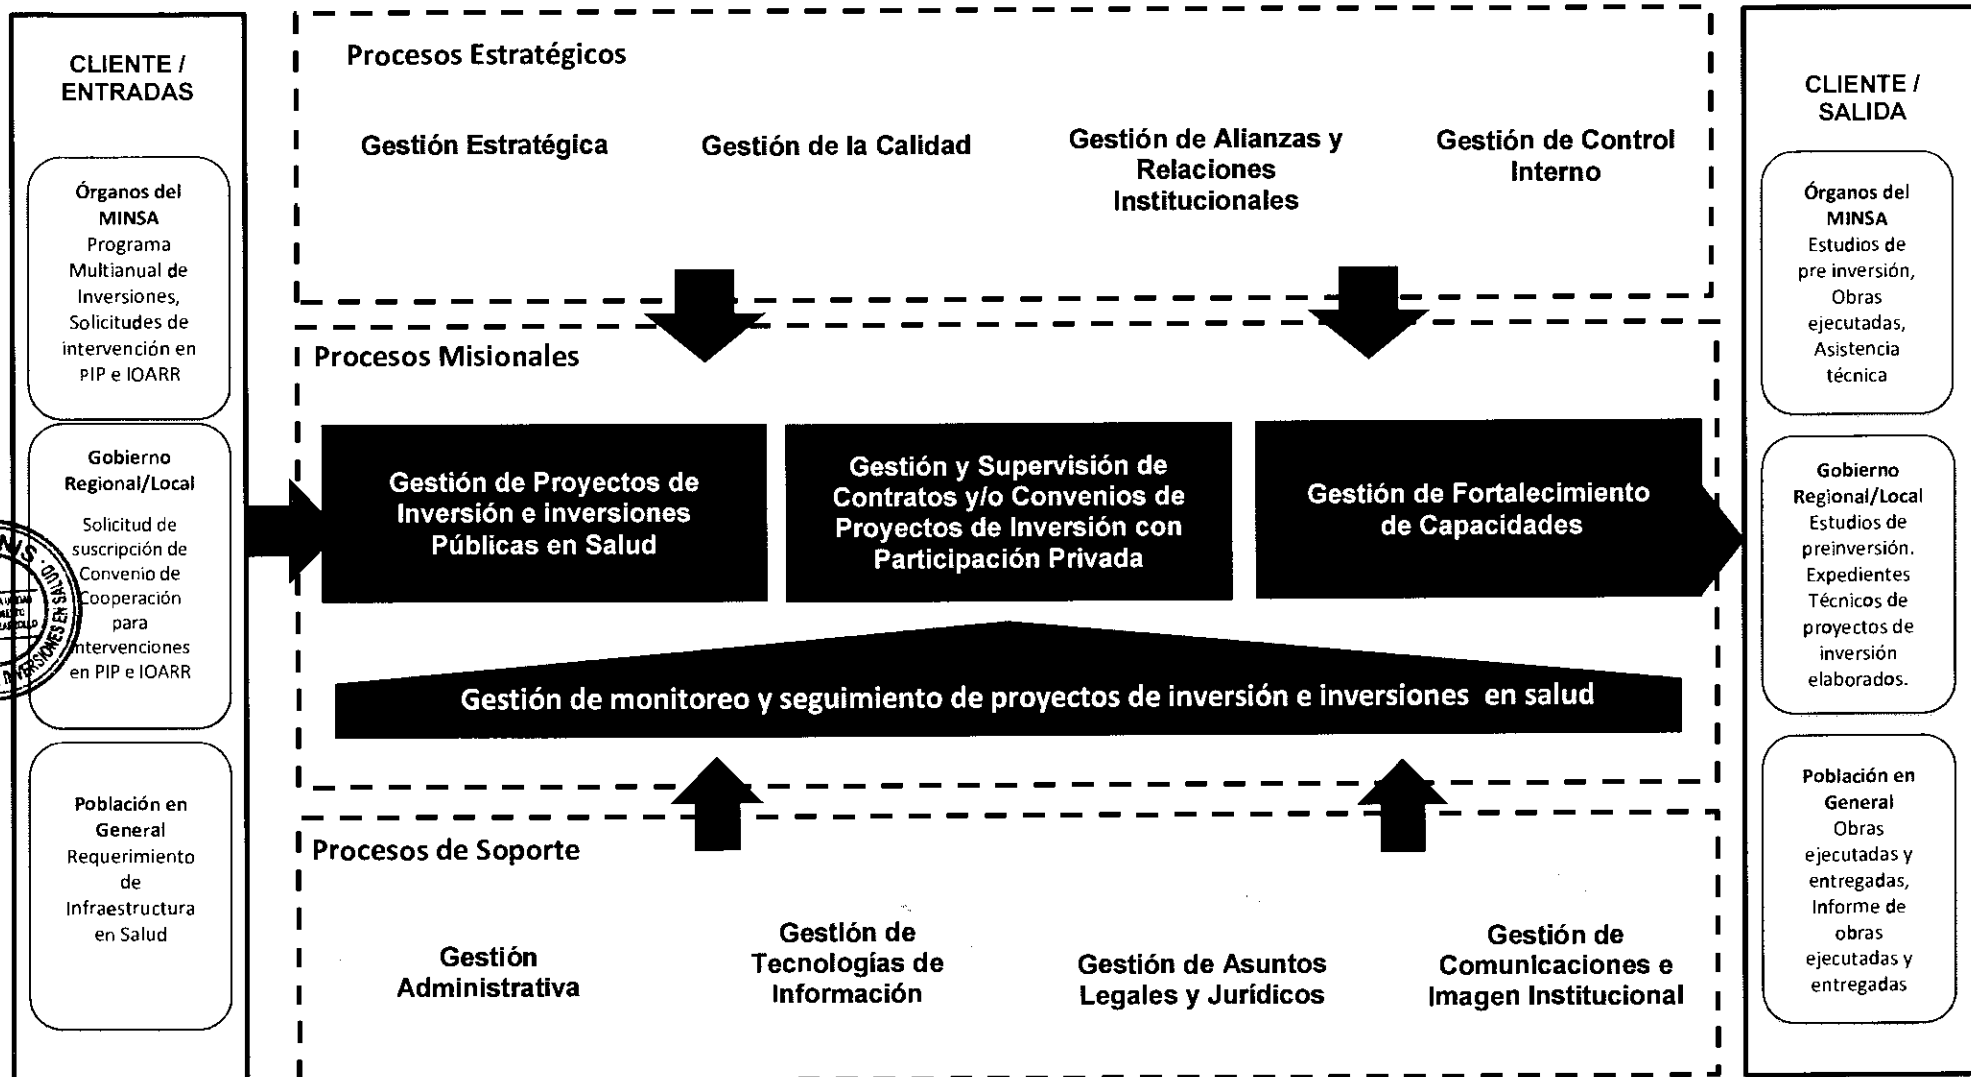 CLIENTE /
ENTRADAS
Órganos del
MINSA
Programa
Multianual de
Inversiones,
Solicitudes de
intervención en
PIP e IOARR
Gobierno
Regional/Local
Solicitud de
suscripción de
Convenio de
Cooperación
para
intervenciones
en PIP e IOARR
Población en
General
Requerimiento
de
Infraestructura
en Salud
Procesos Estratégicos
Gestión Estratégica
Gestión de la Calidad
Gestión de Alianzas y
Relaciones
Institucionales
Gestión de Control
Interno
Procesos Misionales
Gestión de Proyectos de
Inversión e inversiones
Públicas en Salud
Gestión y Supervisión de
Contratos y/o Convenios de
Proyectos de Inversión con
Participación Privada
Gestión de Fortalecimiento
de Capacidades
Gestión de monitoreo y seguimiento de proyectos de inversión e inversiones en salud
Procesos de Soporte
Gestión
Administrativa
Gestión de
Tecnologías de
Información
Gestión de Asuntos
Legales y Jurídicos
Gestión de
Comunicaciones e
Imagen Institucional
CLIENTE /
SALIDA
Órganos del
MINSA
Estudios de
pre inversión,
Obras
ejecutadas,
Asistencia
técnica
Gobierno
Regional/Local
Estudios de
preinversión.
Expedientes
Técnicos de
proyectos de
inversión
elaborados.
Población en
General
Obras
ejecutadas y
entregadas,
Informe de
obras
ejecutadas y
entregadas
INVERSIONES EN SALUD